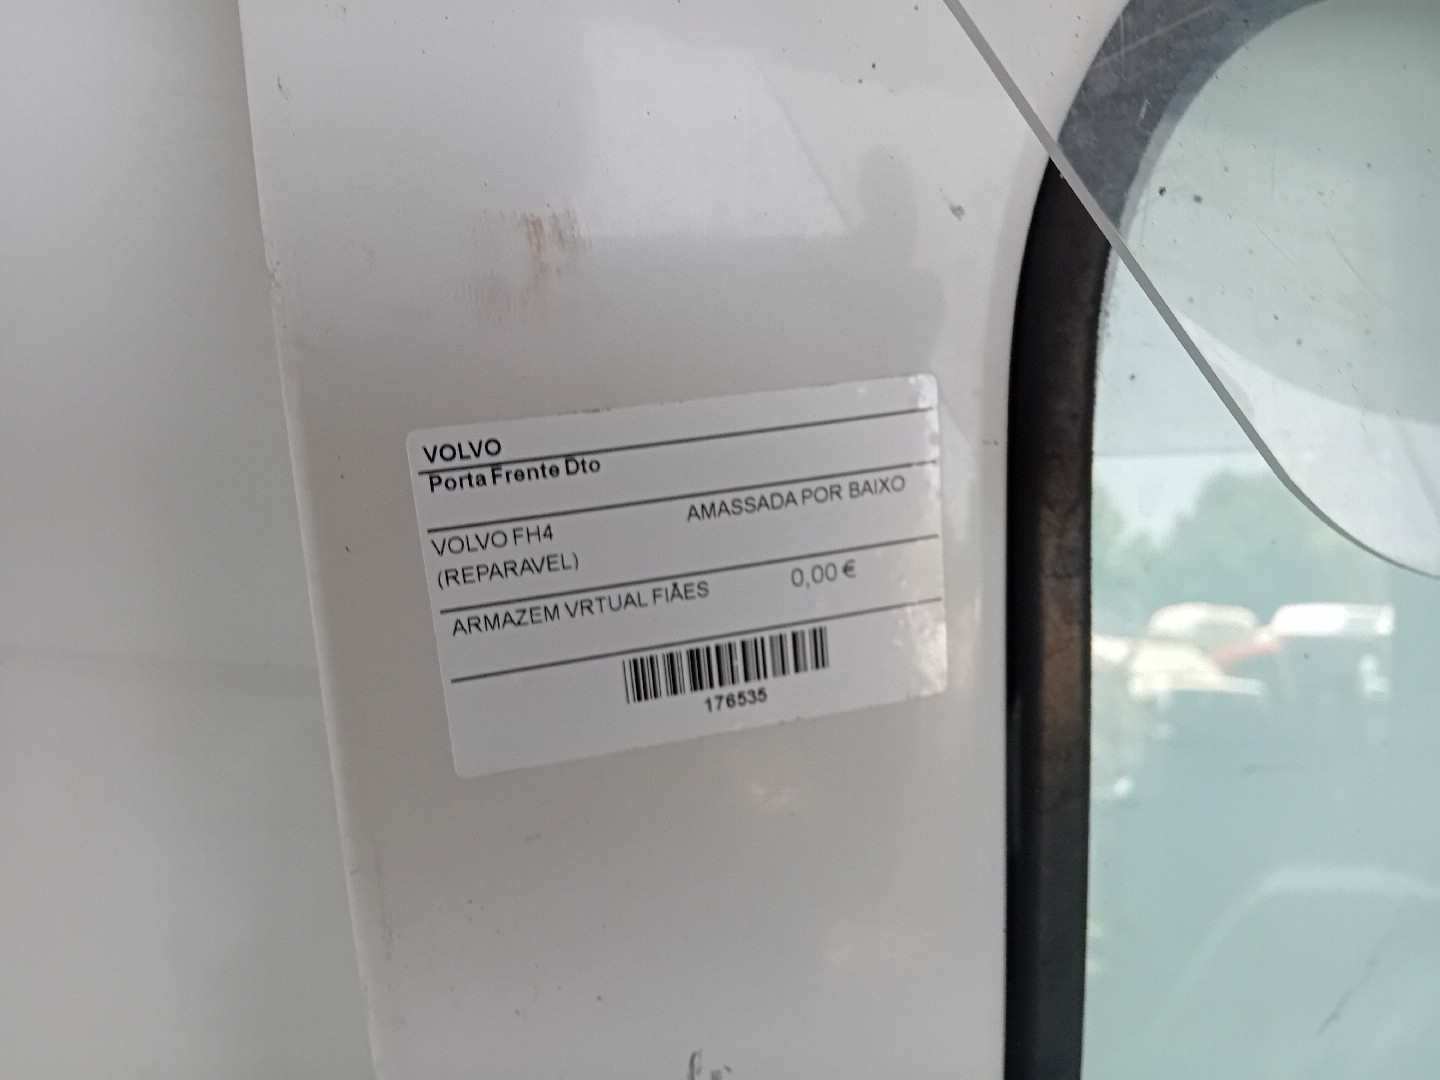 VOLVO
Porta Frente Dto
AMASSADA POR BAIXO
VOLVO FH4
(REPARAVEL)
0,00 €
ARMAZEM VRTUAL FIÃES
176535